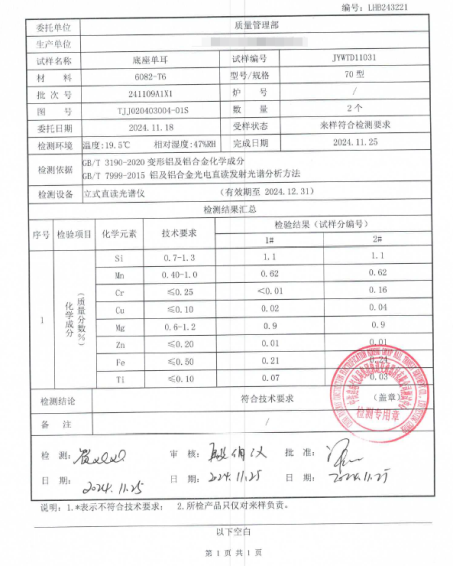 编号: LHB243221
委托单位 质量管理部
生产单位
试样名称 底座单耳 试样编号 JYWTD11031
材 料 6082-T6 型号/规格 70 型
批 次 号 241109A1X1 炉 号 /
图 号 TJJ020403004-01S 数 量 2个
委托日期 2024.11.18 受样状态 来样符合检测要求
检测环境 温度:19.5℃ 相对湿度:47%RH 完成日期 2024.11.25
检测依据 GB/T 3190-2020 变形铝及铝合金化学成分
GB/T 7999-2015 铝及铝合金光电直读发射光谱分析方法
检测设备 立式直读光谱仪 (有效期至 2024.12.31)
检测结果汇总
序号 检验项目 化学元素 技术要求 检验结果 (试样分编号)
1# 2#
1 化学成分 (质量分数%)
Si 0.7-1.3 1.1 1.1
Mn 0.40-1.0 0.62 0.62
Cr ≤0.25 <0.01 0.16
Cu ≤0.10 0.02 0.04
Mg 0.6-1.2 0.9 0.9
Zn ≤0.20 0.01 0.01
Fe ≤0.50 0.21 0.24
Ti ≤0.10 0.07 0.03
检测结论 符合技术要求 (盖章)
检测专用章
备 注 /
检 测: 审 核: 批 准:
日 期: 2024.11.25 日 期: 2024.11.25 日 期: 2024.11.25
说明: 1.*表示不符合技术要求; 2.所检产品只仅对来样负责。
以下空白
第 1 页 共 1 页